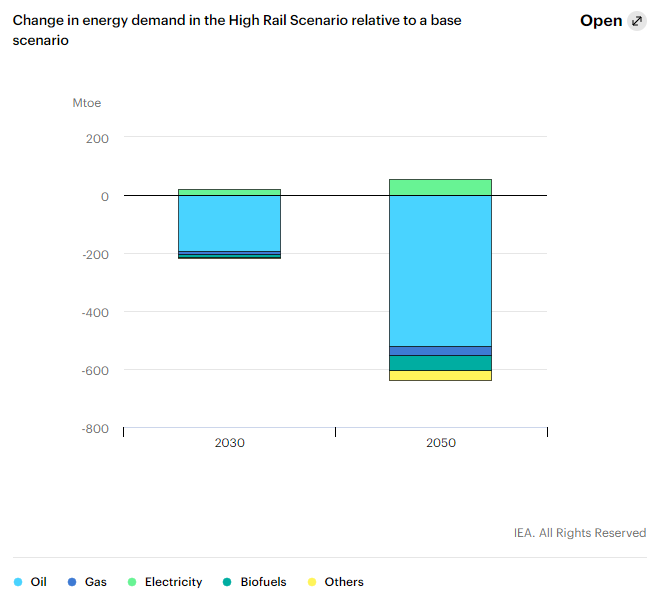 Change in energy demand in the High Rail Scenario relative to a base
scenario
Open
Mtoe
200
0
-200
-400
-600
-800
2030 2050
IEA. All Rights Reserved
Oil Gas Electricity Biofuels Others